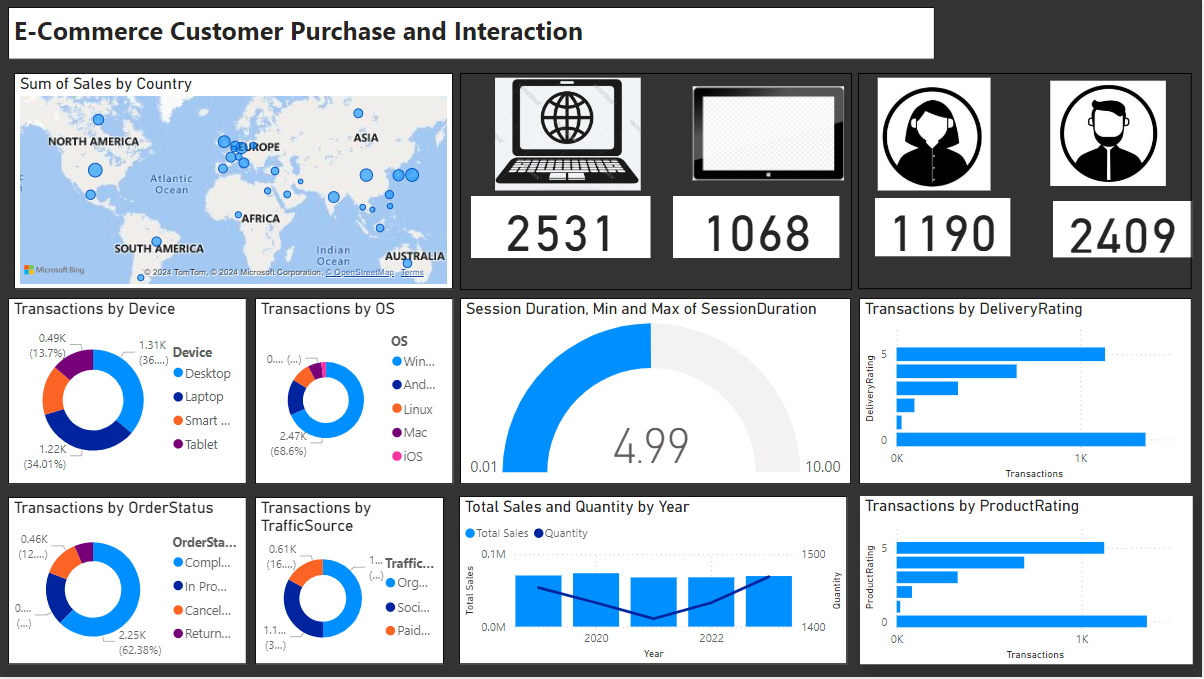 E-Commerce Customer Purchase and Interaction
Sum of Sales by Country
NORTH AMERICA
EUROPE
ASIA
Atlantic
Ocean
AFRICA
SOUTH AMERICA
Indian
Ocean
AUSTRALIA
Microsoft Bing
© 2024 TomTom, © 2024 Microsoft Corporation, © OpenStreetMap Terms
2531
1068
1190
2409
Transactions by Device
0.49K
(13.7%)
1.31K
(36....)
1.22K
(34.01%)
Device
Desktop
Laptop
Smart ...
Tablet
Transactions by OS
0.... (...)
2.47K
(68.6%)
OS
Win...
And...
Linux
Mac
iOS
Session Duration, Min and Max of SessionDuration
0.01
4.99
10.00
Transactions by DeliveryRating
DeliveryRating
5
0
0K
1K
Transactions
Transactions by OrderStatus
0.46K
(12....)
0....
(...)
2.25K
(62.38%)
OrderSta...
Compl...
In Pro...
Cancel...
Return...
Transactions by
TrafficSource
0.61K
(16....)
1...
(...)
1.1...
(3...)
Traffic...
Org...
Soci...
Paid...
Total Sales and Quantity by Year
Total Sales
Quantity
Total Sales
0.1M
0.0M
2020
2022
Year
1500
1400
Quantity
Transactions by ProductRating
ProductRating
5
0
0K
1K
Transactions